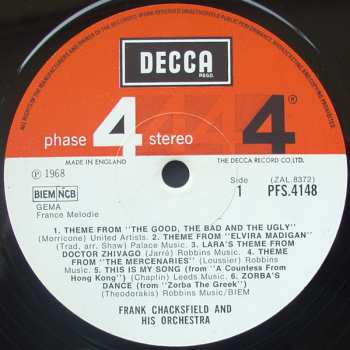 ALL RIGHTS OF THE MANUFACTURER AND OF THE OWNER OF THE RECORDED WORK RESERVED. UNAUTHORISED PUBLIC PERFORMANCE, BROADCASTING AND COPYING OF THIS RECORD PROHIBITED
DECCA
REGD.
phase 4 stereo
4
MADE IN ENGLAND
THE DECCA RECORD CO. LTD.
℗ 1968
Side
1
(ZAL. 8372)
PFS.4148
BIEM NCB
GEMA
France Melodie
1. THEME FROM "THE GOOD, THE BAD AND THE UGLY"
(Morricone) United Artists. 2. THEME FROM "ELVIRA MADIGAN"
(Trad, arr. Shaw) Palace Music. 3. LARA'S THEME FROM
DOCTOR ZHIVAGO (Jarré) Robbins Music. 4. THEME
FROM "THE MERCENARIES" (Loussier) Robbins
Music. 5. THIS IS MY SONG (from "A Countless From
Hong Kong") (Chaplin) Leeds Music. 6. ZORBA'S
DANCE (from "Zorba The Greek")
(Theodorakis) Robbins Music/BIEM
FRANK CHACKSFIELD AND
HIS ORCHESTRA